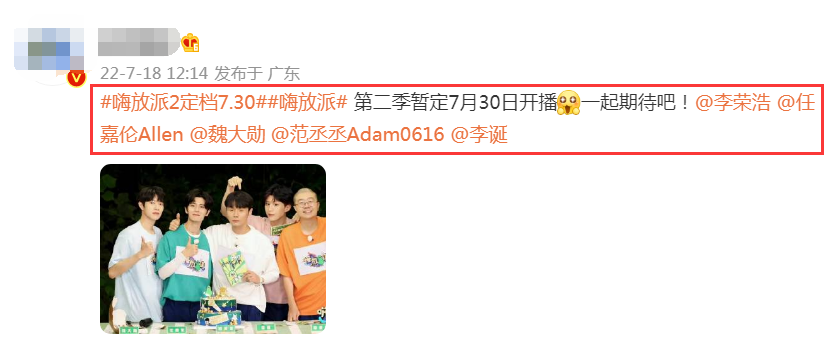 22-7-18 12:14 发布于 广东
#嗨放派2定档7.30##嗨放派# 第二季暂定7月30日开播 一起期待吧！@李荣浩 @任
嘉伦Allen @魏大勋 @范丞丞Adam0616 @李诞